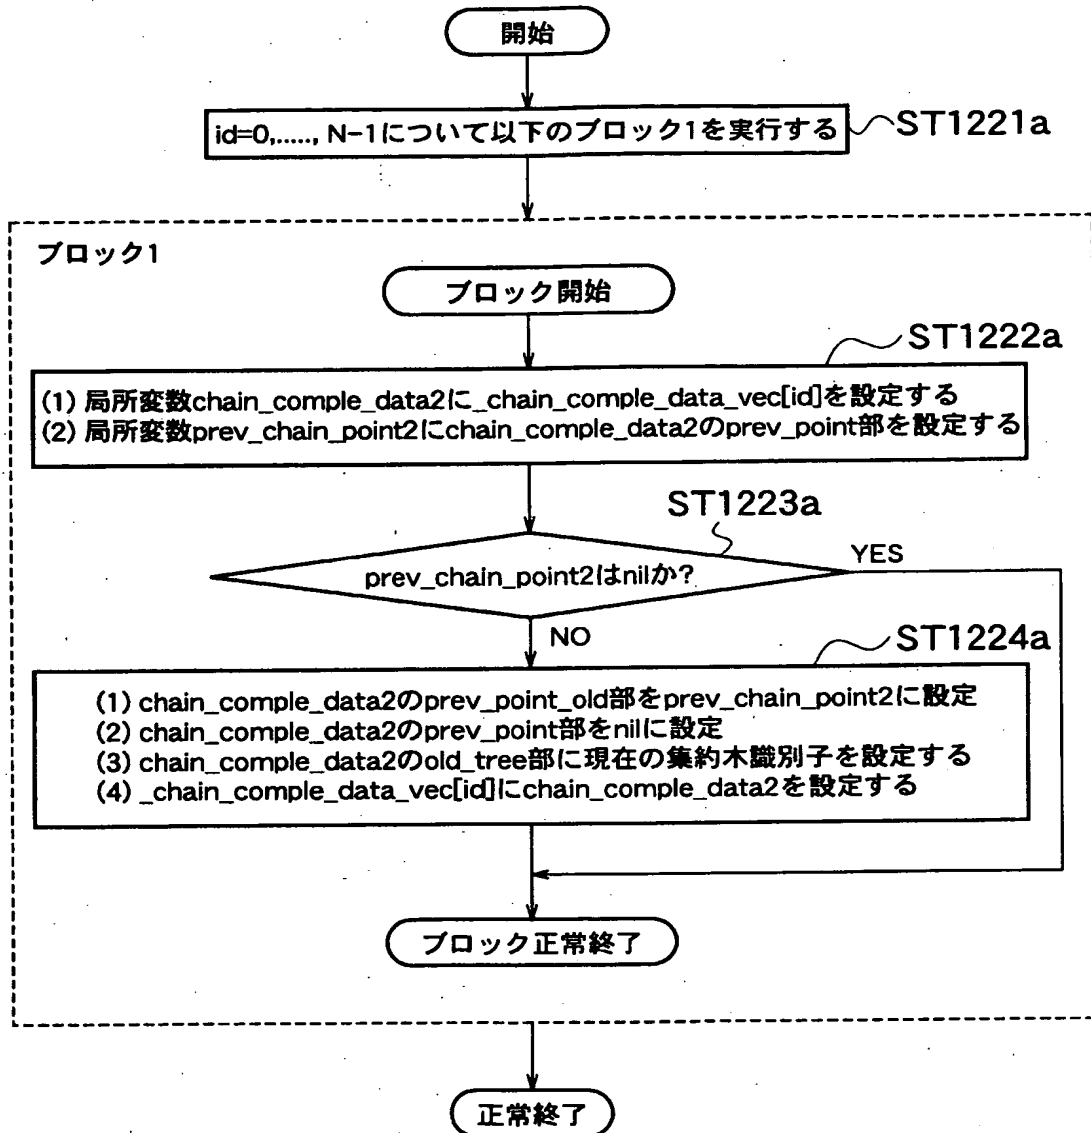 開始
id=0,....., N-1について以下のブロック1を実行する
ST1221a
ブロック1
ブロック開始
ST1222a
(1) 局所変数chain_comple_data2に_chain_comple_data_vec[id]を設定する
(2) 局所変数prev_chain_point2にchain_comple_data2のprev_point部を設定する
ST1223a
prev_chain_point2はnilか?
YES
NO
ST1224a
(1) chain_comple_data2のprev_point_old部をprev_chain_point2に設定
(2) chain_comple_data2のprev_point部をnilに設定
(3) chain_comple_data2のold_tree部に現在の集約木識別子を設定する
(4) _chain_comple_data_vec[id]にchain_comple_data2を設定する
ブロック正常終了
正常終了